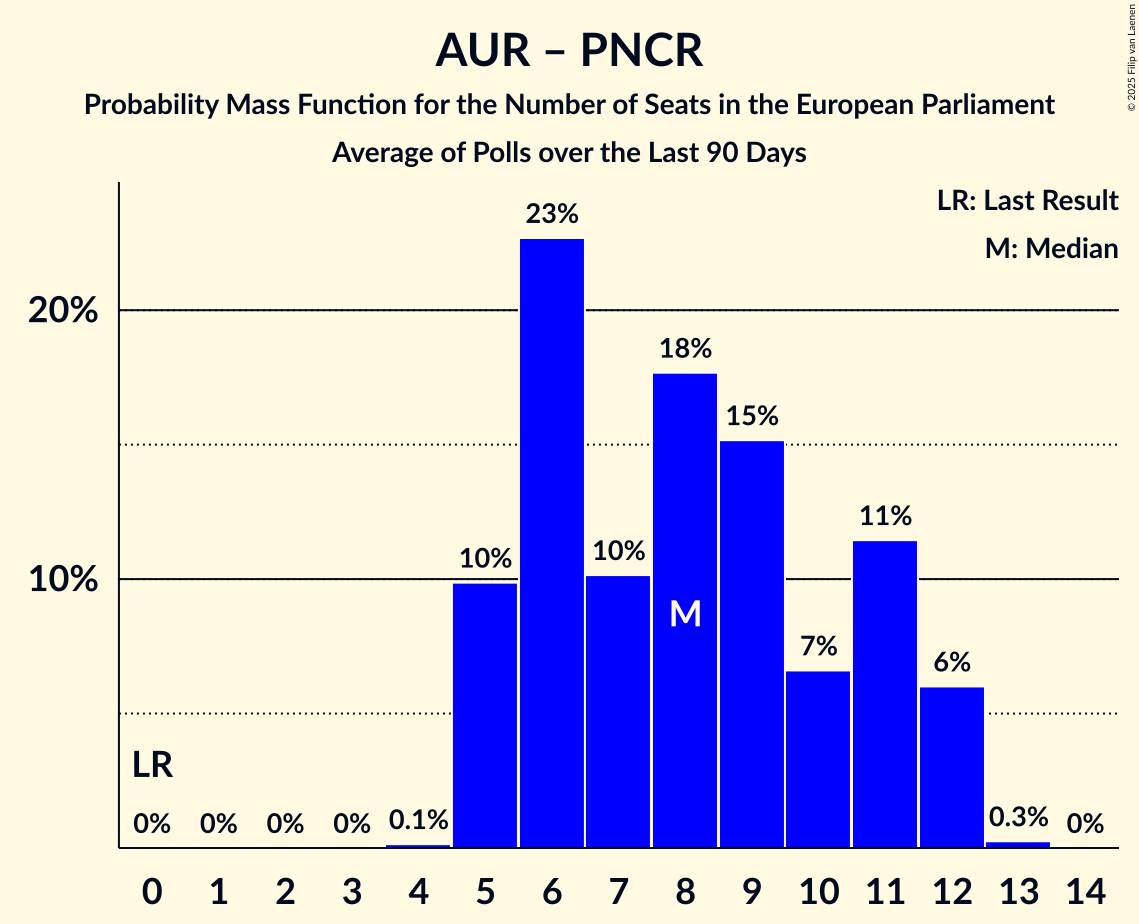 AUR – PNCR
Probability Mass Function for the Number of Seats in the European Parliament
Average of Polls over the Last 90 Days
© 2025 Filip van Laenen
LR: Last Result
M: Median
23%
20%
18%
15%
11%
10%
10%
10%
M
7%
6%
LR
0%
0%
0%
0%
0.1%
0.3%
0%
0 1 2 3 4 5 6 7 8 9 10 11 12 13 14